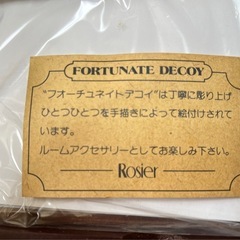 FORTUNATE DECOY
"フオーチュネイトデコイ"は丁寧に彫り上げ
ひとつひとつを手描きによって絵付けされて
います。
ルームアクセサリーとしてお楽しみ下さい。
Rosier